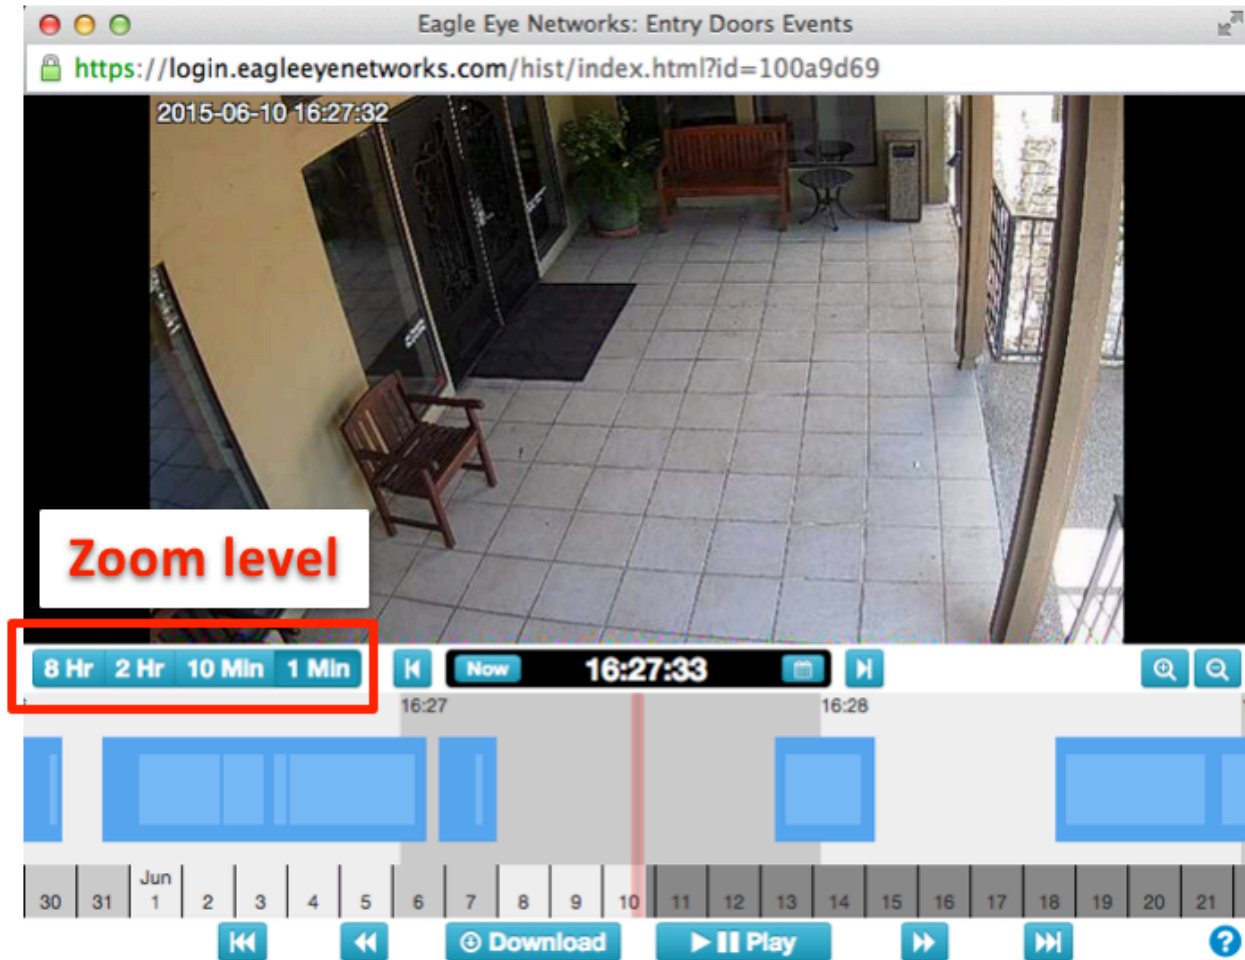 Eagle Eye Networks: Entry Doors Events
https://login.eagleeyenetworks.com/hist/index.html?id=100a9d69
2015-06-10 16:27:32
Zoom level
8 Hr 2 Hr 10 Min 1 Min Now 16:27:33
16:27 16:28
Jun
30 31 1 2 3 4 5 6 7 8 9 10 11 12 13 14 15 16 17 18 19 20 21
Download Play ?